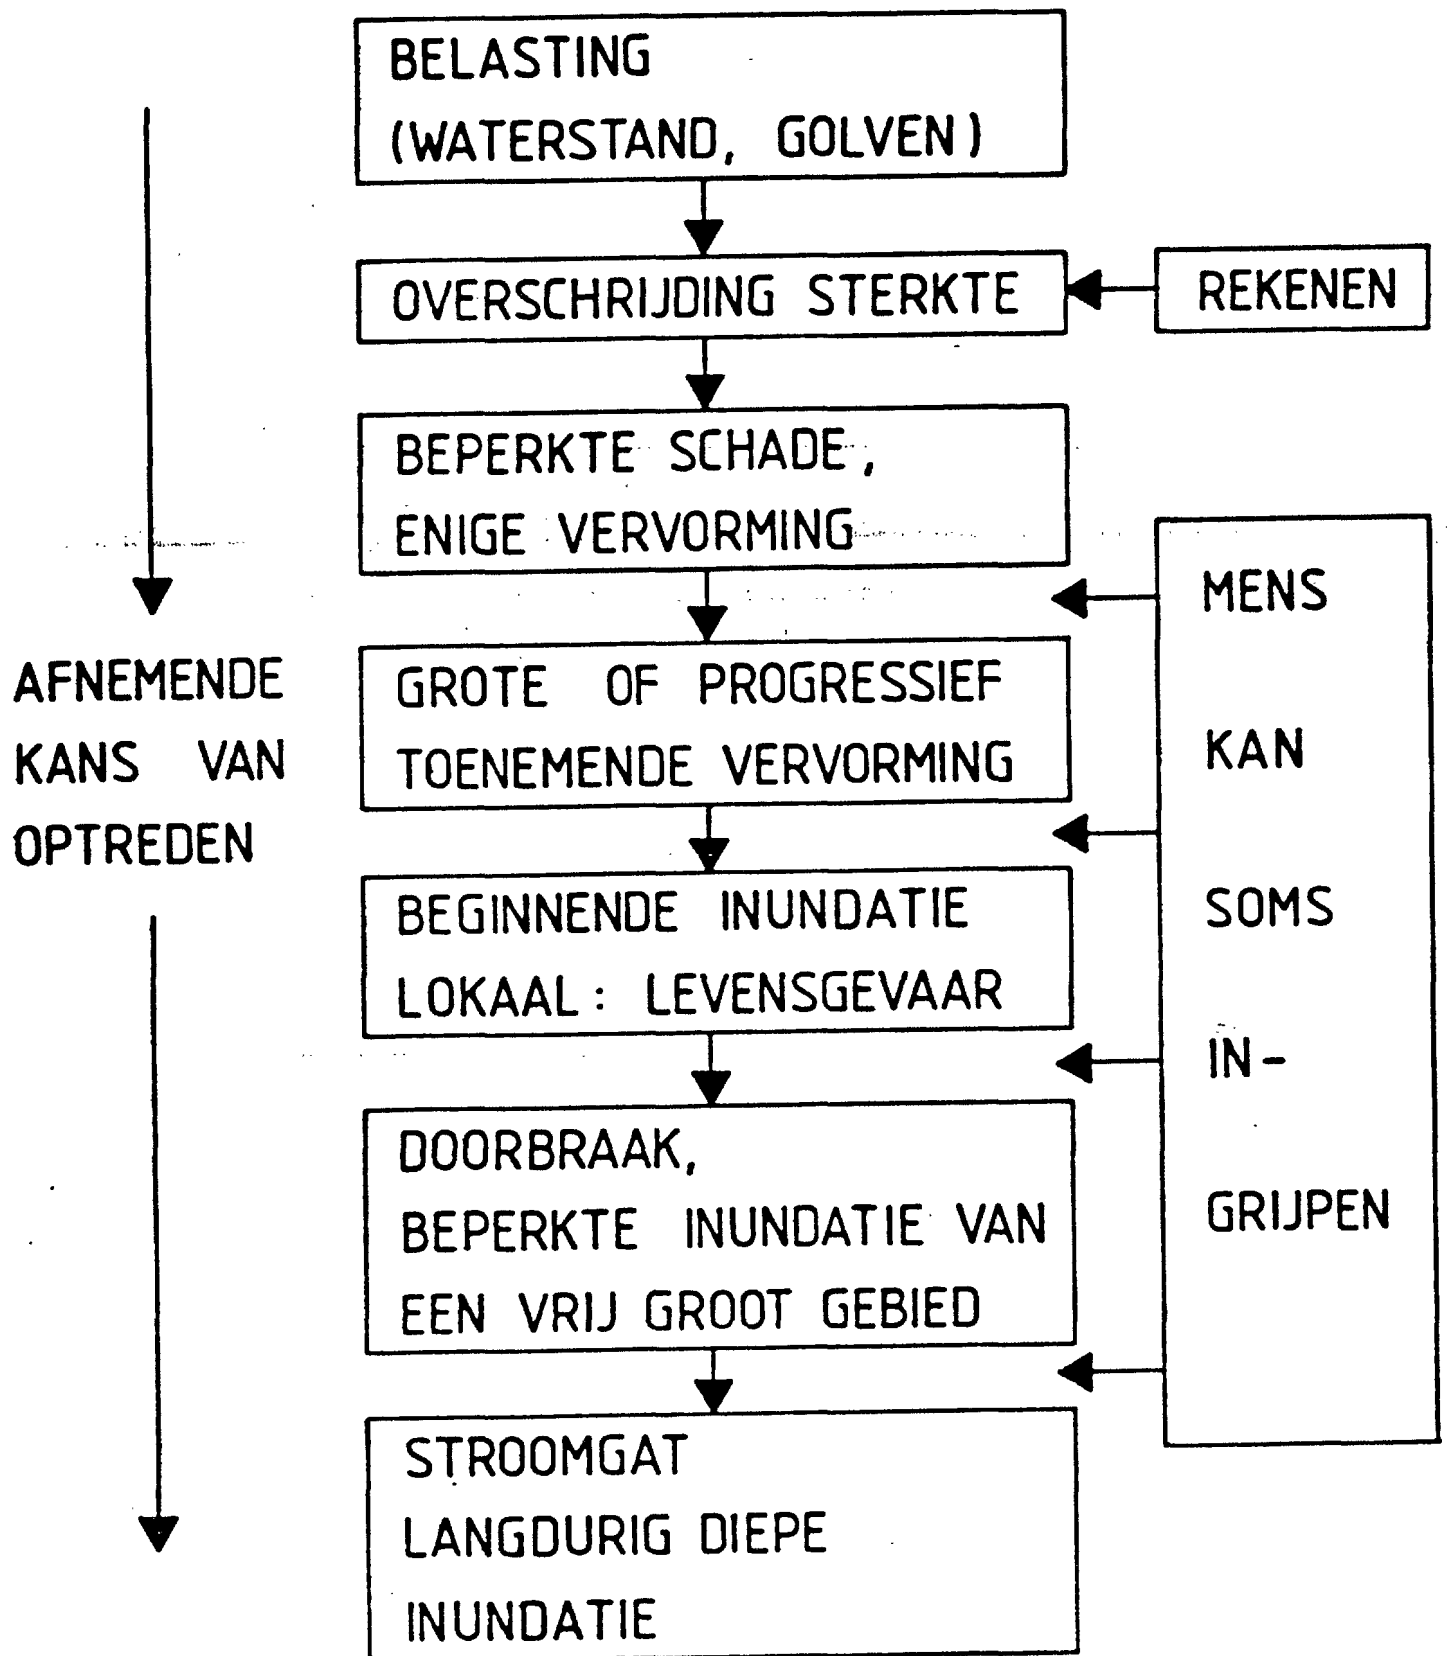 BELASTING
(WATERSTAND, GOLVEN)
OVERSCHRIJDING STERKTE
REKENEN
BEPERKTE SCHADE,
ENIGE VERVORMING
GROTE OF PROGRESSIEF
TOENEMENDE VERVORMING
BEGINNENDE INUNDATIE
LOKAAL: LEVENSGEVAAR
DOORBRAAK,
BEPERKTE INUNDATIE VAN
EEN VRIJ GROOT GEBIED
STROOMGAT
LANGDURIG DIEPE
INUNDATIE
AFNEMENDE
KANS VAN
OPTREDEN
MENS
KAN
SOMS
IN-
GRIJPEN